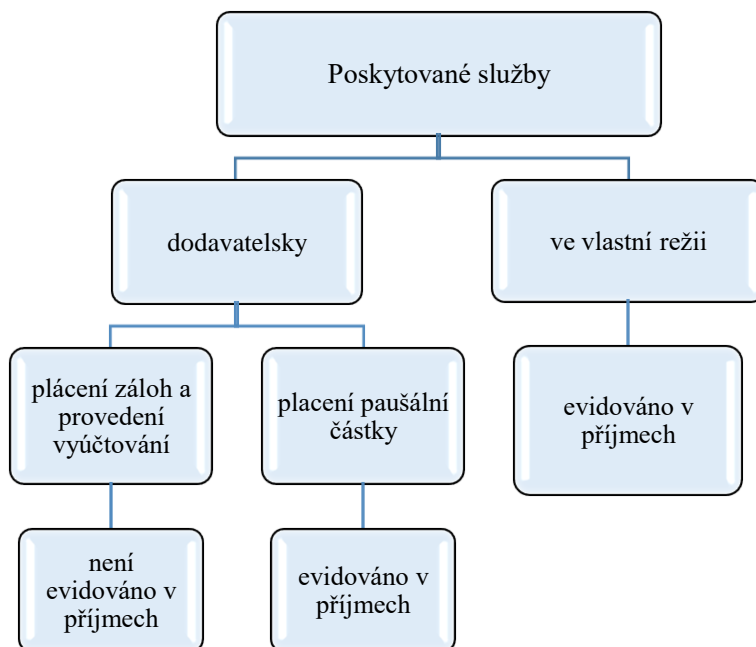 Poskytované služby
dodavatelsky
ve vlastní režii
plácení záloh a
provedení
vyúčtování
placení paušální
částky
evidováno v
příjmech
není
evidováno v
příjmech
evidováno v
příjmech